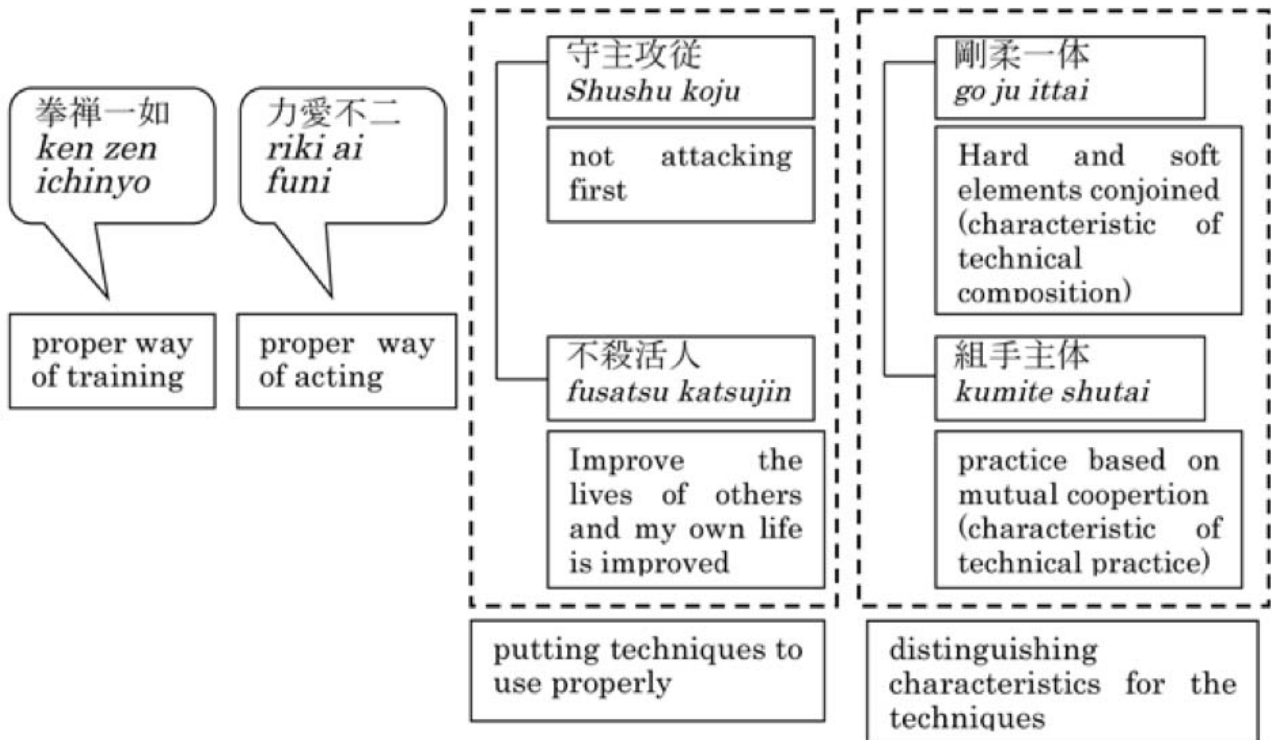 拳禅一如
ken zen
ichinyo
proper way
of training
力愛不二
riki ai
funi
proper way
of acting
守主攻従
Shushu koju
not attacking
first
不殺活人
fusatsu katsujin
Improve the
lives of others
and my own life
is improved
putting techniques to
use properly
剛柔一体
go ju ittai
Hard and soft
elements conjoined
(characteristic of
technical
composition)
組手主体
kumite shutai
practice based on
mutual coopertion
(characteristic of
technical practice)
distinguishing
characteristics for the
techniques